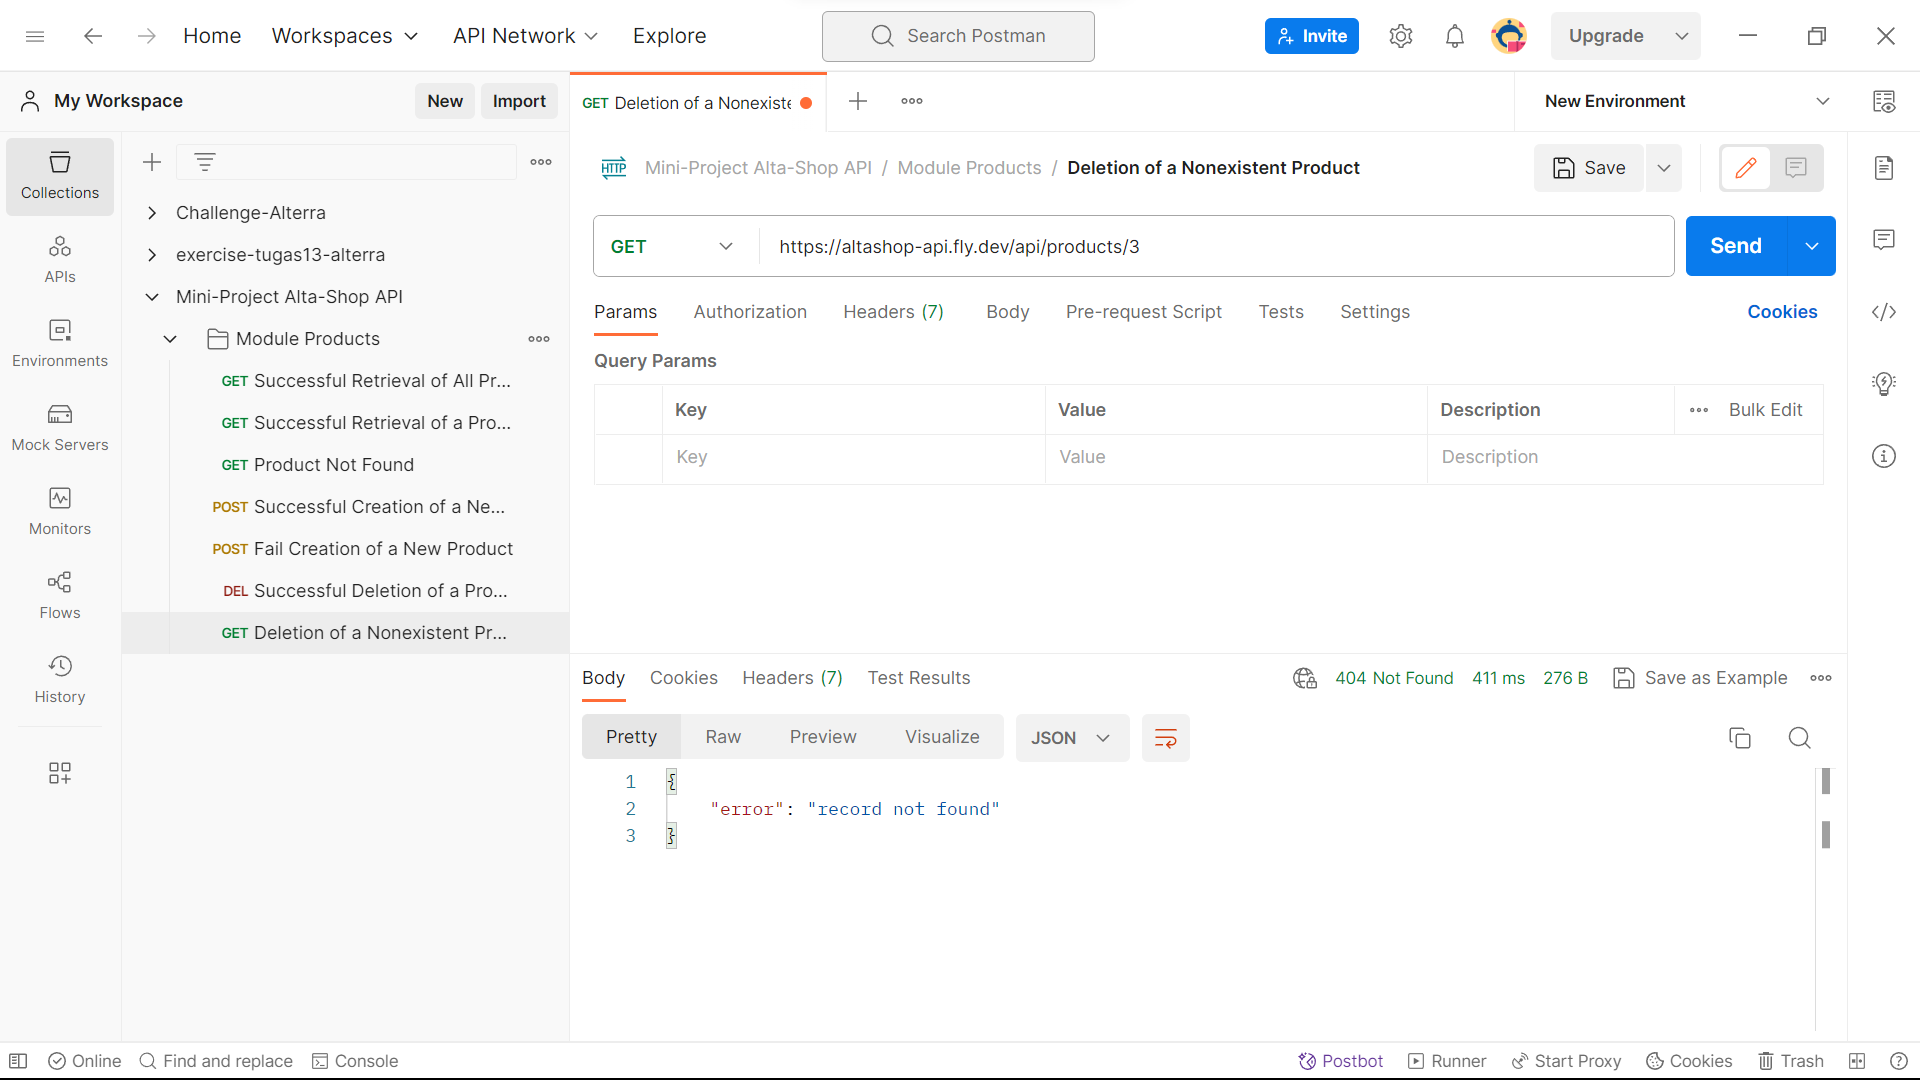 Home Workspaces API Network Explore Search Postman Invite Upgrade
My Workspace New Import GET Deletion of a Nonexiste New Environment
Collections
APIs
Environments
Mock Servers
Monitors
Flows
History
Challenge-Alterra
exercise-tugas13-alterra
Mini-Project Alta-Shop API
Module Products
GET Successful Retrieval of All Pr...
GET Successful Retrieval of a Pro...
GET Product Not Found
POST Successful Creation of a Ne...
POST Fail Creation of a New Product
DEL Successful Deletion of a Pro...
GET Deletion of a Nonexistent Pr...
HTTP Mini-Project Alta-Shop API / Module Products / Deletion of a Nonexistent Product Save
GET https://altashop-api.fly.dev/api/products/3 Send
Params Authorization Headers (7) Body Pre-request Script Tests Settings Cookies
Query Params
Key Value Description Bulk Edit
Key Value Description
Body Cookies Headers (7) Test Results 404 Not Found 411 ms 276 B Save as Example
Pretty Raw Preview Visualize JSON
1 {
2 "error": "record not found"
3 }
Online Find and replace Console Postbot Runner Start Proxy Cookies Trash